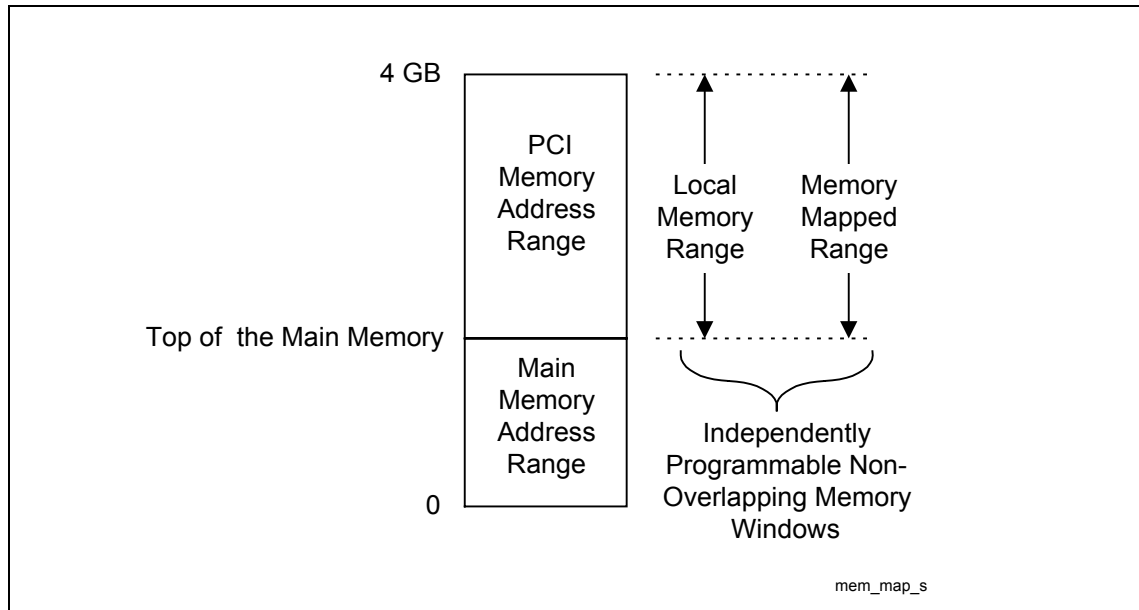 4 GB
PCI
Memory
Address
Range
Local
Memory
Range
Memory
Mapped
Range
Top of the Main Memory
Main
Memory
Address
Range
0
Independently
Programmable Non-
Overlapping Memory
Windows
mem_map_s